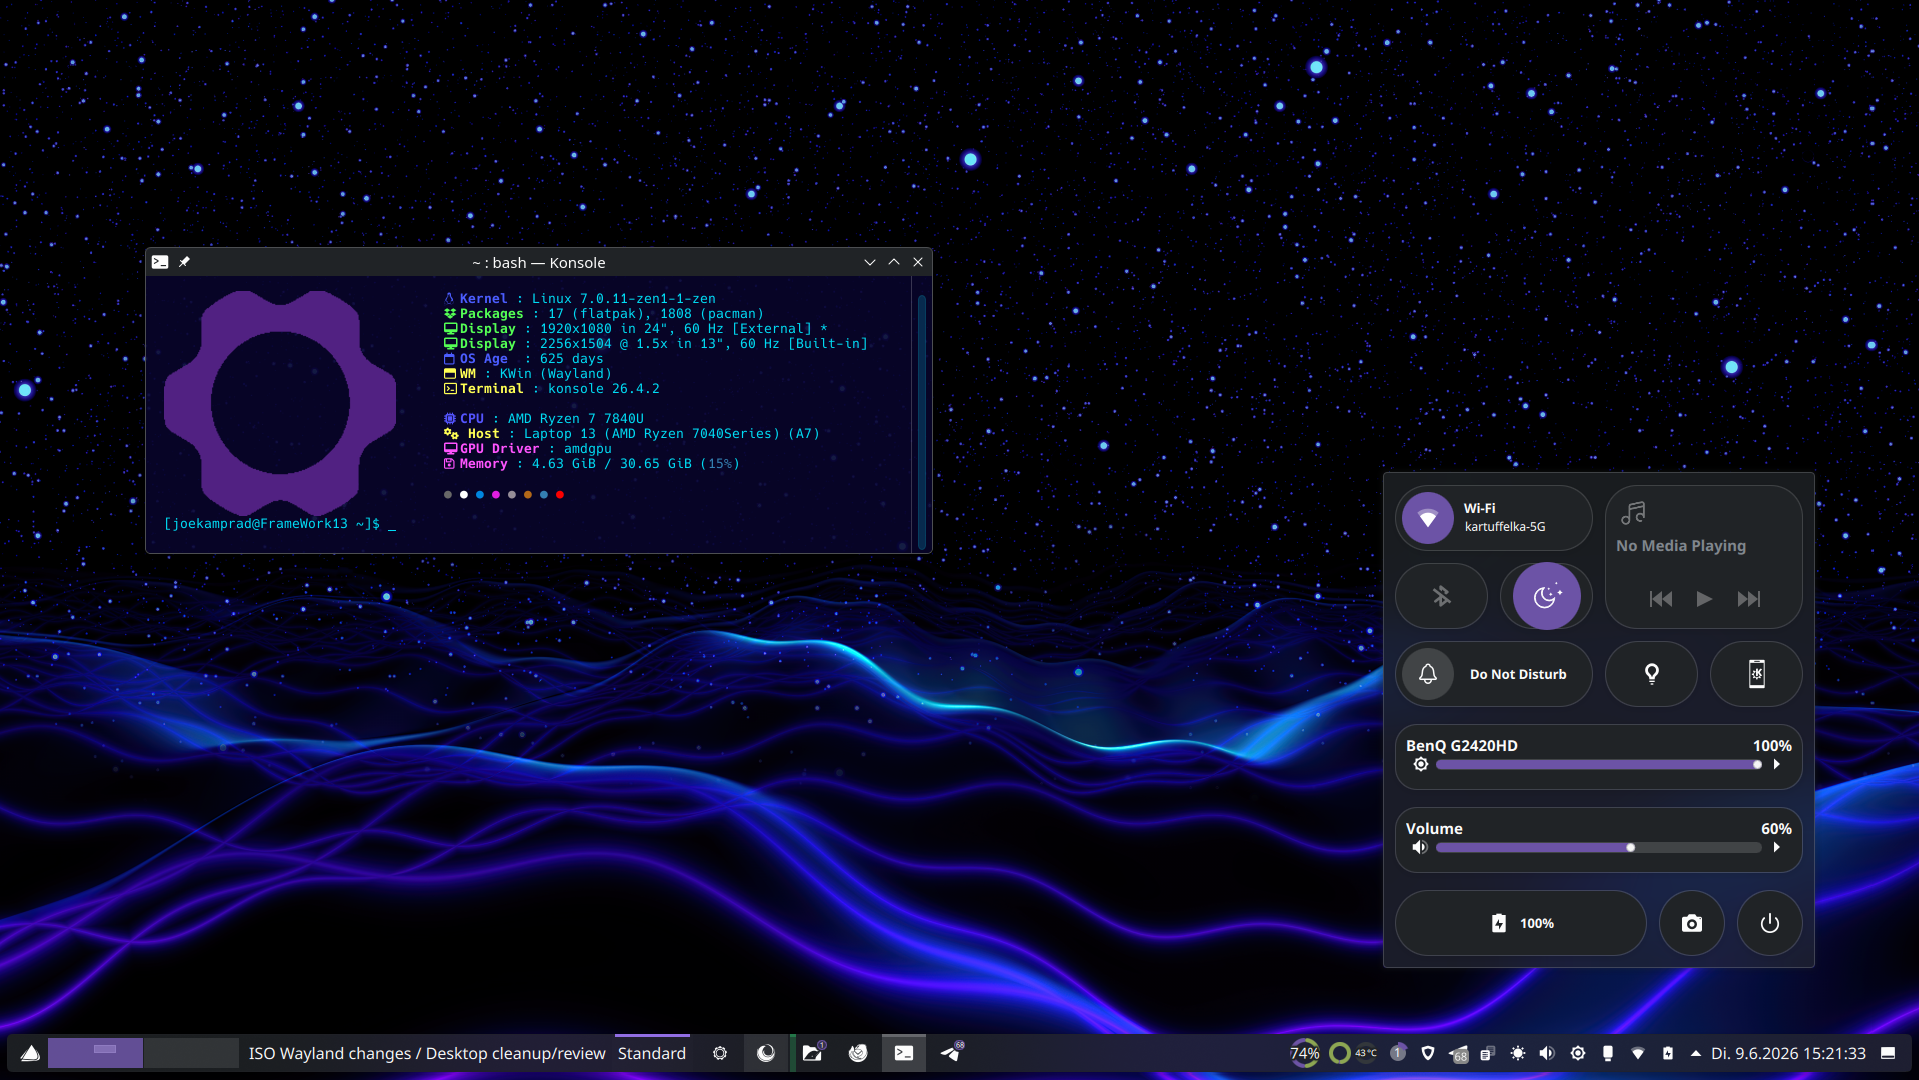 ~ : bash — Konsole
Kernel : Linux 7.0.11-zen1-1-zen
Packages : 17 (flatpak), 1808 (pacman)
Display : 1920x1080 in 24", 60 Hz [External] *
Display : 2256x1504 @ 1.5x in 13", 60 Hz [Built-in]
OS Age : 625 days
WM : KWin (Wayland)
Terminal : konsole 26.4.2
CPU : AMD Ryzen 7 7840U
Host : Laptop 13 (AMD Ryzen 7040Series) (A7)
GPU Driver : amdgpu
Memory : 4.63 GiB / 30.65 GiB (15%)
[joekamprad@FrameWork13 ~]$ _
Wi-Fi
kartuffelka-5G
No Media Playing
Do Not Disturb
BenQ G2420HD 100%
Volume 60%
100%
ISO Wayland changes / Desktop cleanup/review Standard 1 68 74% 43°C 1 68 Di. 9.6.2026 15:21:33